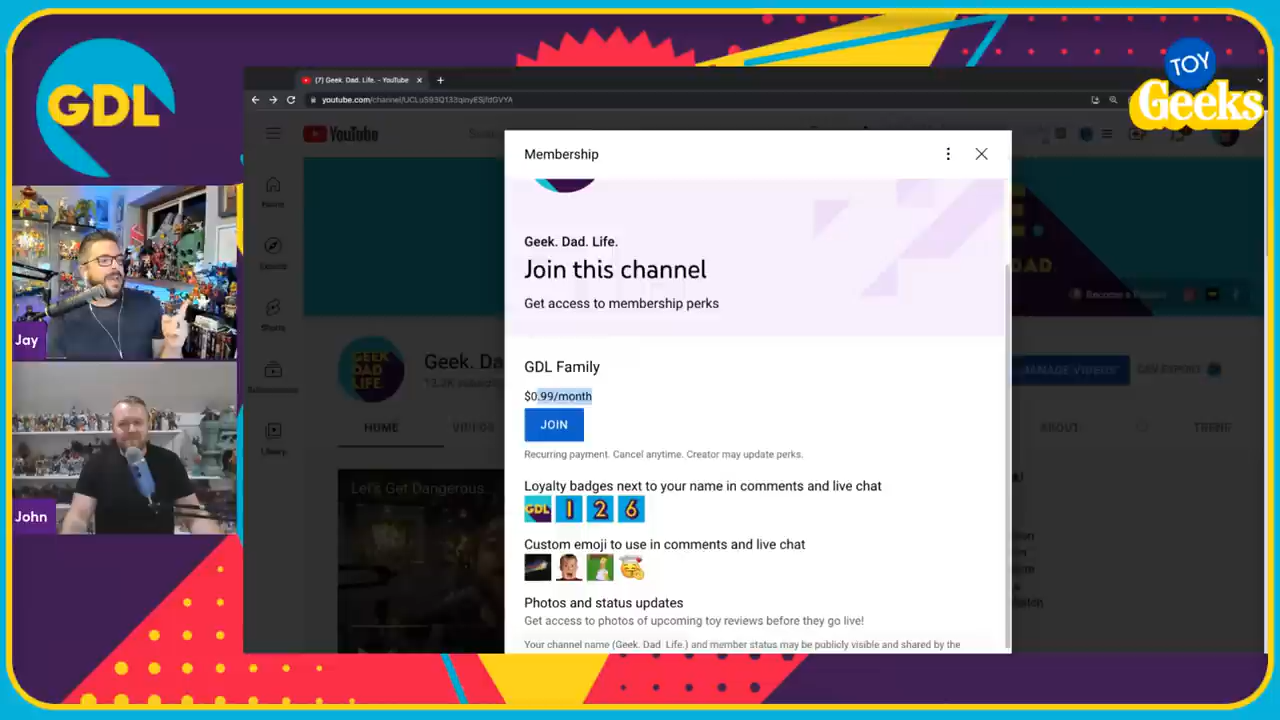 GDL
TOY
Geeks
(7) Geek. Dad. Life. - YouTube
YouTube
Membership
Geek. Dad. Life.
Join this channel
Get access to membership perks
GDL Family
$0.99/month
JOIN
Recurring payment. Cancel anytime. Creator may update perks.
Loyalty badges next to your name in comments and live chat
GDL 1 2 6
Custom emoji to use in comments and live chat
Photos and status updates
Get access to photos of upcoming toy reviews before they go live!
Your channel name (Geek. Dad. Life.) and member status may be publicly visible and shared by the
GEEK
DAD
LIFE.
Geek. Da
HOME
VIDEOS
Let's Get Dangerous
DAD
MANAGE VIDEOS
ABOUT
Jay
John